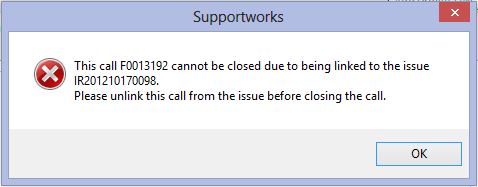 Supportworks
This call F0013192 cannot be closed due to being linked to the issue
IR201210170098.
Please unlink this call from the issue before closing the call.
OK